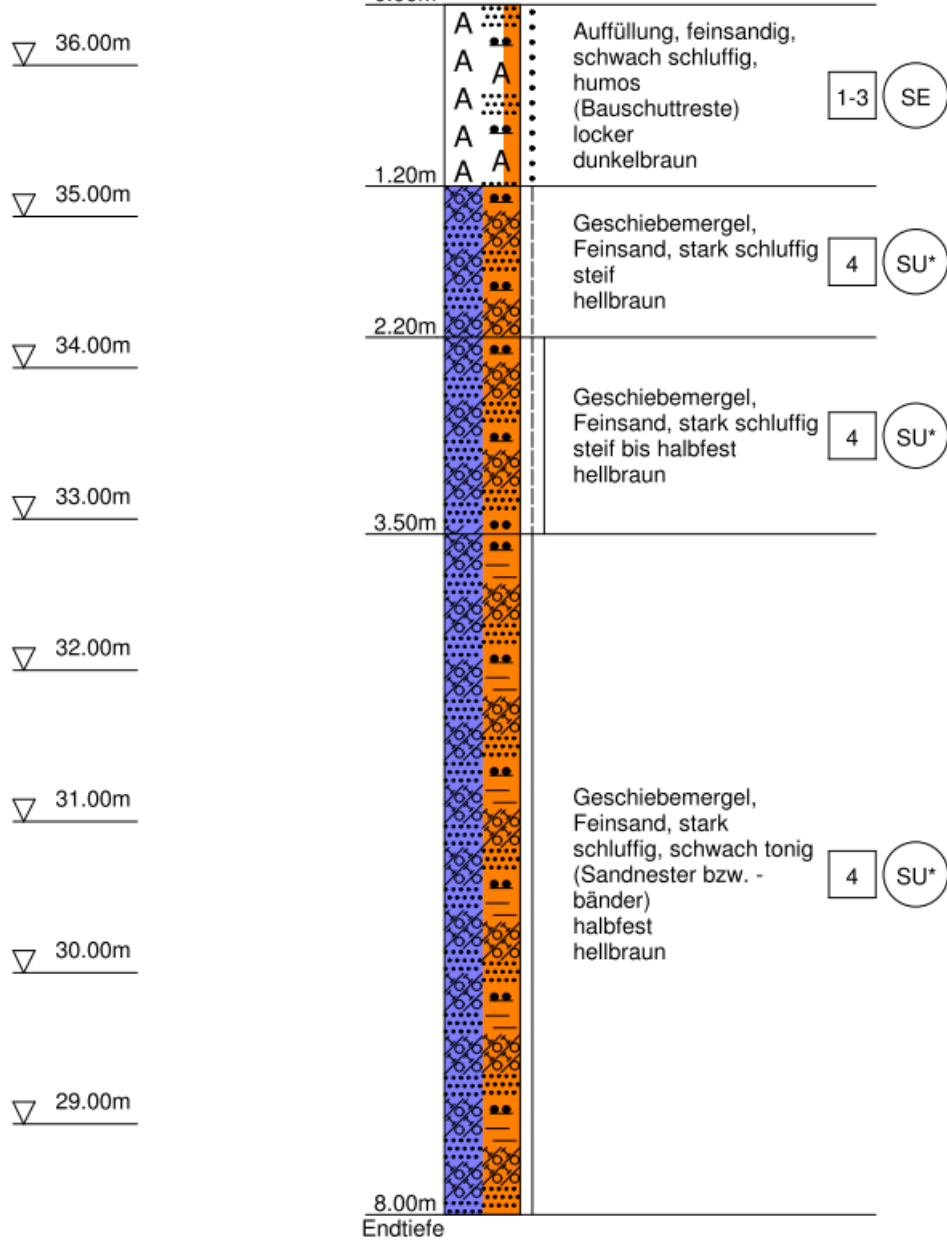 36.00m
35.00m
34.00m
33.00m
32.00m
31.00m
30.00m
29.00m
A
A
A
A
A
A
A
1.20m
2.20m
3.50m
8.00m
Endtiefe
Auffüllung, feinsandig,
schwach schluffig,
humos
(Bauschuttreste)
locker
dunkelbraun
1-3 SE
Geschiebemergel,
Feinsand, stark schluffig
steif
hellbraun
4 SU*
Geschiebemergel,
Feinsand, stark schluffig
steif bis halbfest
hellbraun
4 SU*
Geschiebemergel,
Feinsand, stark
schluffig, schwach tonig
(Sandnester bzw. -
bänder)
halbfest
hellbraun
4 SU*